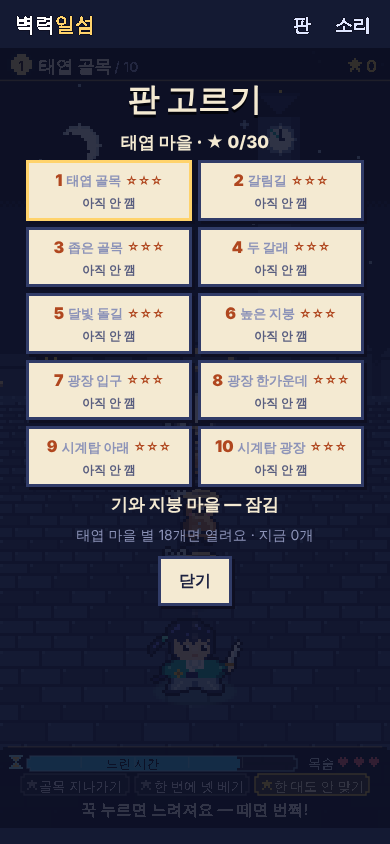 벽력일섬 판 소리
1 태엽 골목 / 10 ★ 0
판 고르기
태엽 마을 · ★ 0/30
1 태엽 골목 ☆☆☆
아직 안 깸
2 갈림길 ☆☆☆
아직 안 깸
3 좁은 골목 ☆☆☆
아직 안 깸
4 두 갈래 ☆☆☆
아직 안 깸
5 달빛 돌길 ☆☆☆
아직 안 깸
6 높은 지붕 ☆☆☆
아직 안 깸
7 광장 입구 ☆☆☆
아직 안 깸
8 광장 한가운데 ☆☆☆
아직 안 깸
9 시계탑 아래 ☆☆☆
아직 안 깸
10 시계탑 광장 ☆☆☆
아직 안 깸
기와 지붕 마을 — 잠김
태엽 마을 별 18개면 열려요 · 지금 0개
닫기
느린 시간 목숨 ♥♥♥
★골목 지나가기 ★한 번에 넷 베기 ★한 대도 안 맞기
꾹 누르면 느려져요 — 떼면 번쩍!